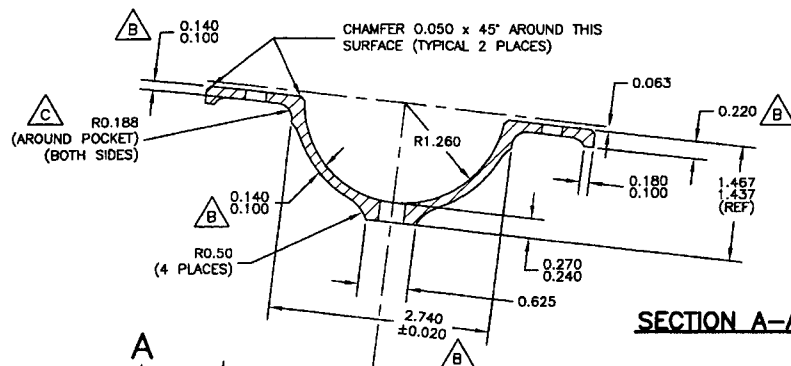 B
0.140
0.100
CHAMFER 0.050 x 45° AROUND THIS
SURFACE (TYPICAL 2 PLACES)
0.063
0.220
B
C
R0.188
(AROUND POCKET)
(BOTH SIDES)
R1.260
0.140
0.100
B
0.180
0.100
1.467
1.437
(REF)
R0.50
(4 PLACES)
0.270
0.240
0.625
2.740
±0.020
B
SECTION A-A
A